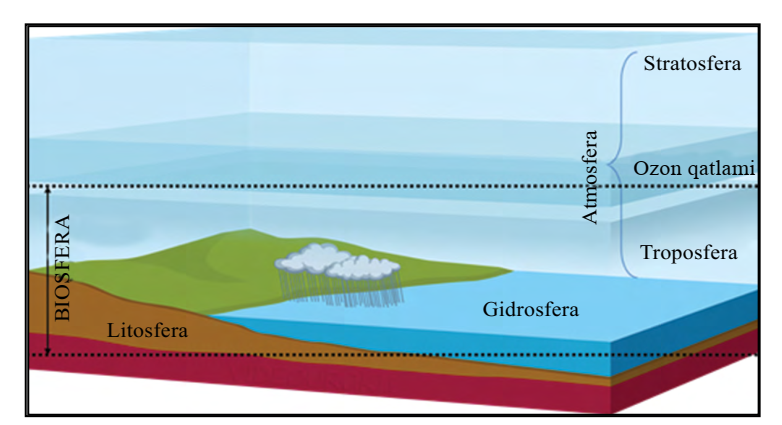 Stratosfera
Atmosfera
Ozon qatlami
BIOSFERA
Troposfera
Gidrosfera
Litosfera